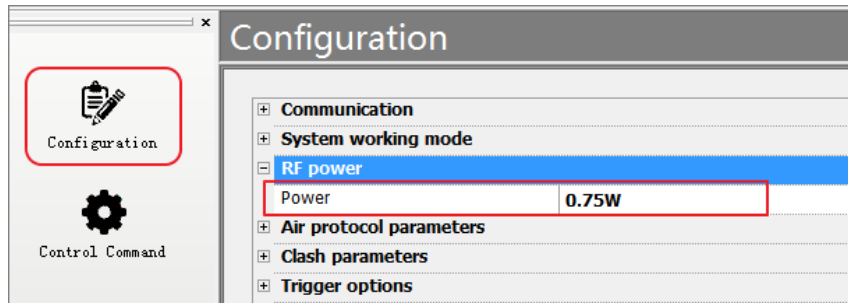 Configuration
Control Command
Configuration
Communication
System working mode
RF power
Power 0.75W
Air protocol parameters
Clash parameters
Trigger options